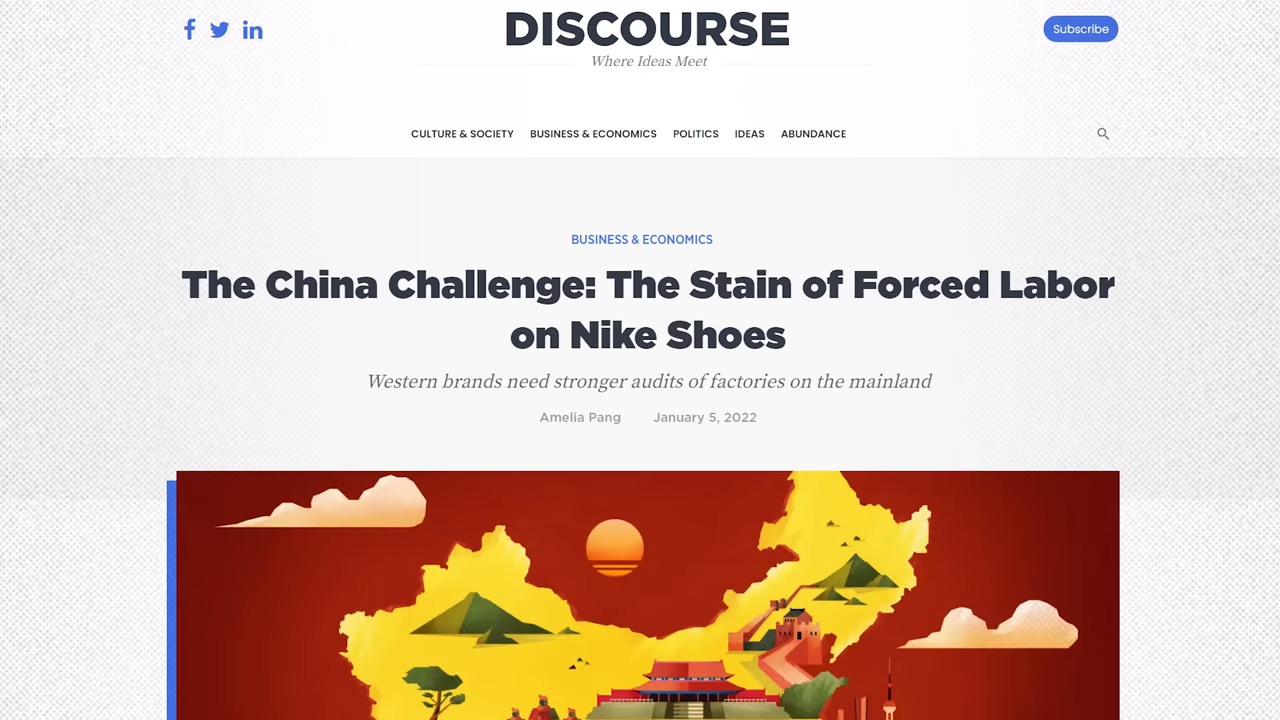 DISCOURSE
Subscribe
Where Ideas Meet
CULTURE & SOCIETY BUSINESS & ECONOMICS POLITICS IDEAS ABUNDANCE
BUSINESS & ECONOMICS
The China Challenge: The Stain of Forced Labor
on Nike Shoes
Western brands need stronger audits of factories on the mainland
Amelia Pang January 5, 2022